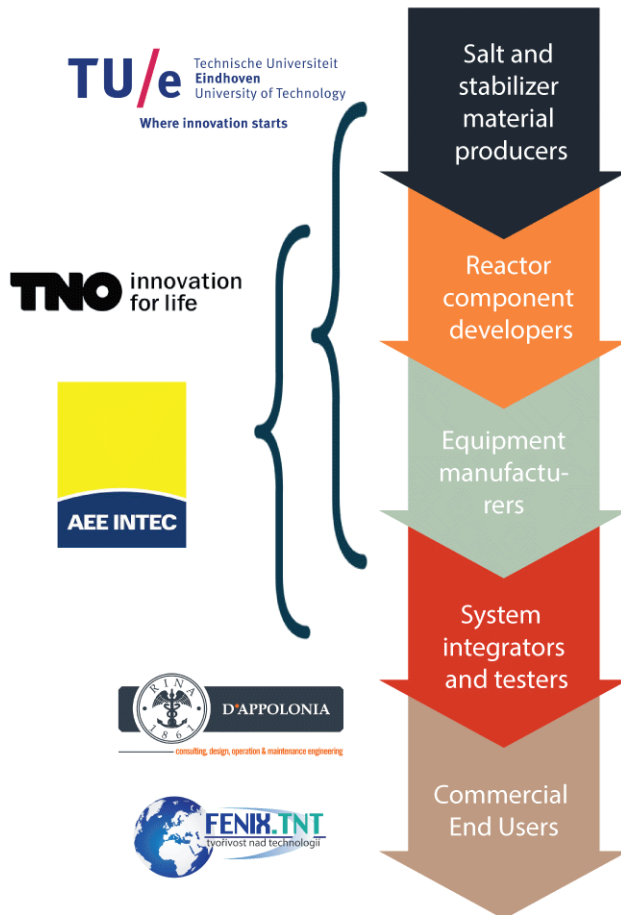 TU/e
Technische Universiteit
Eindhoven
University of Technology
Where innovation starts
TNO innovation
for life
AEE INTEC
RINA
1861
D'APPOLONIA
consulting, design, operation & maintenance engineering
FENIX.TNT
tvořivost nad technologií
Salt and
stabilizer
material
producers
Reactor
component
developers
Equipment
manufactu-
rers
System
integrators
and testers
Commercial
End Users